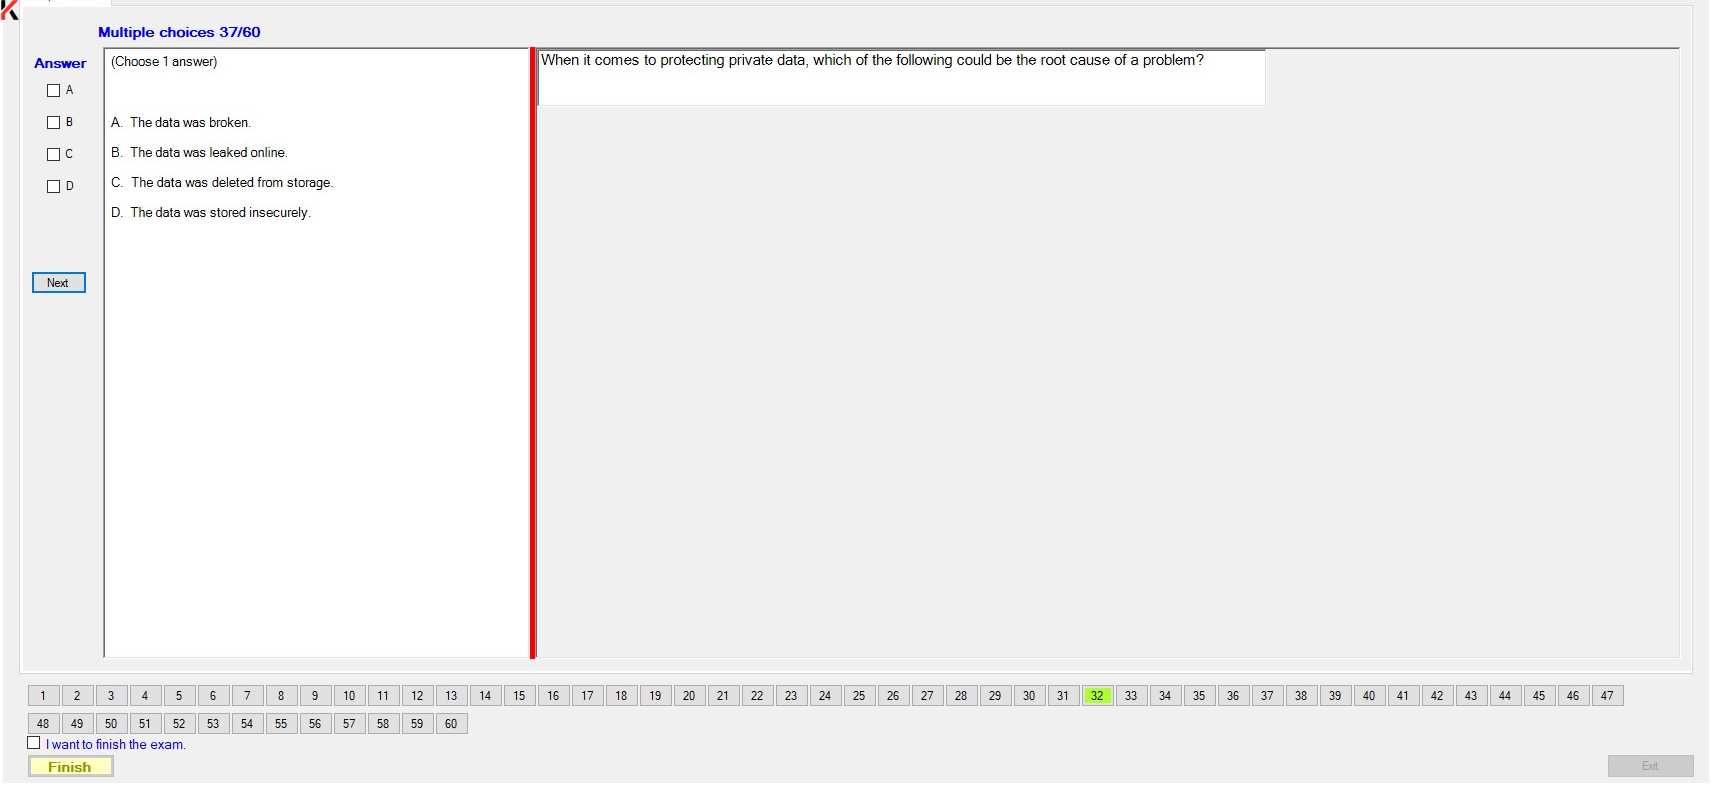 Multiple choices 37/60
Answer
A
B
C
D
Next
(Choose 1 answer)
A. The data was broken.
B. The data was leaked online.
C. The data was deleted from storage.
D. The data was stored insecurely.
When it comes to protecting private data, which of the following could be the root cause of a problem?
1 2 3 4 5 6 7 8 9 10 11 12 13 14 15 16 17 18 19 20 21 22 23 24 25 26 27 28 29 30 31 32 33 34 35 36 37 38 39 40 41 42 43 44 45 46 47
48 49 50 51 52 53 54 55 56 57 58 59 60
I want to finish the exam.
Finish
Exit